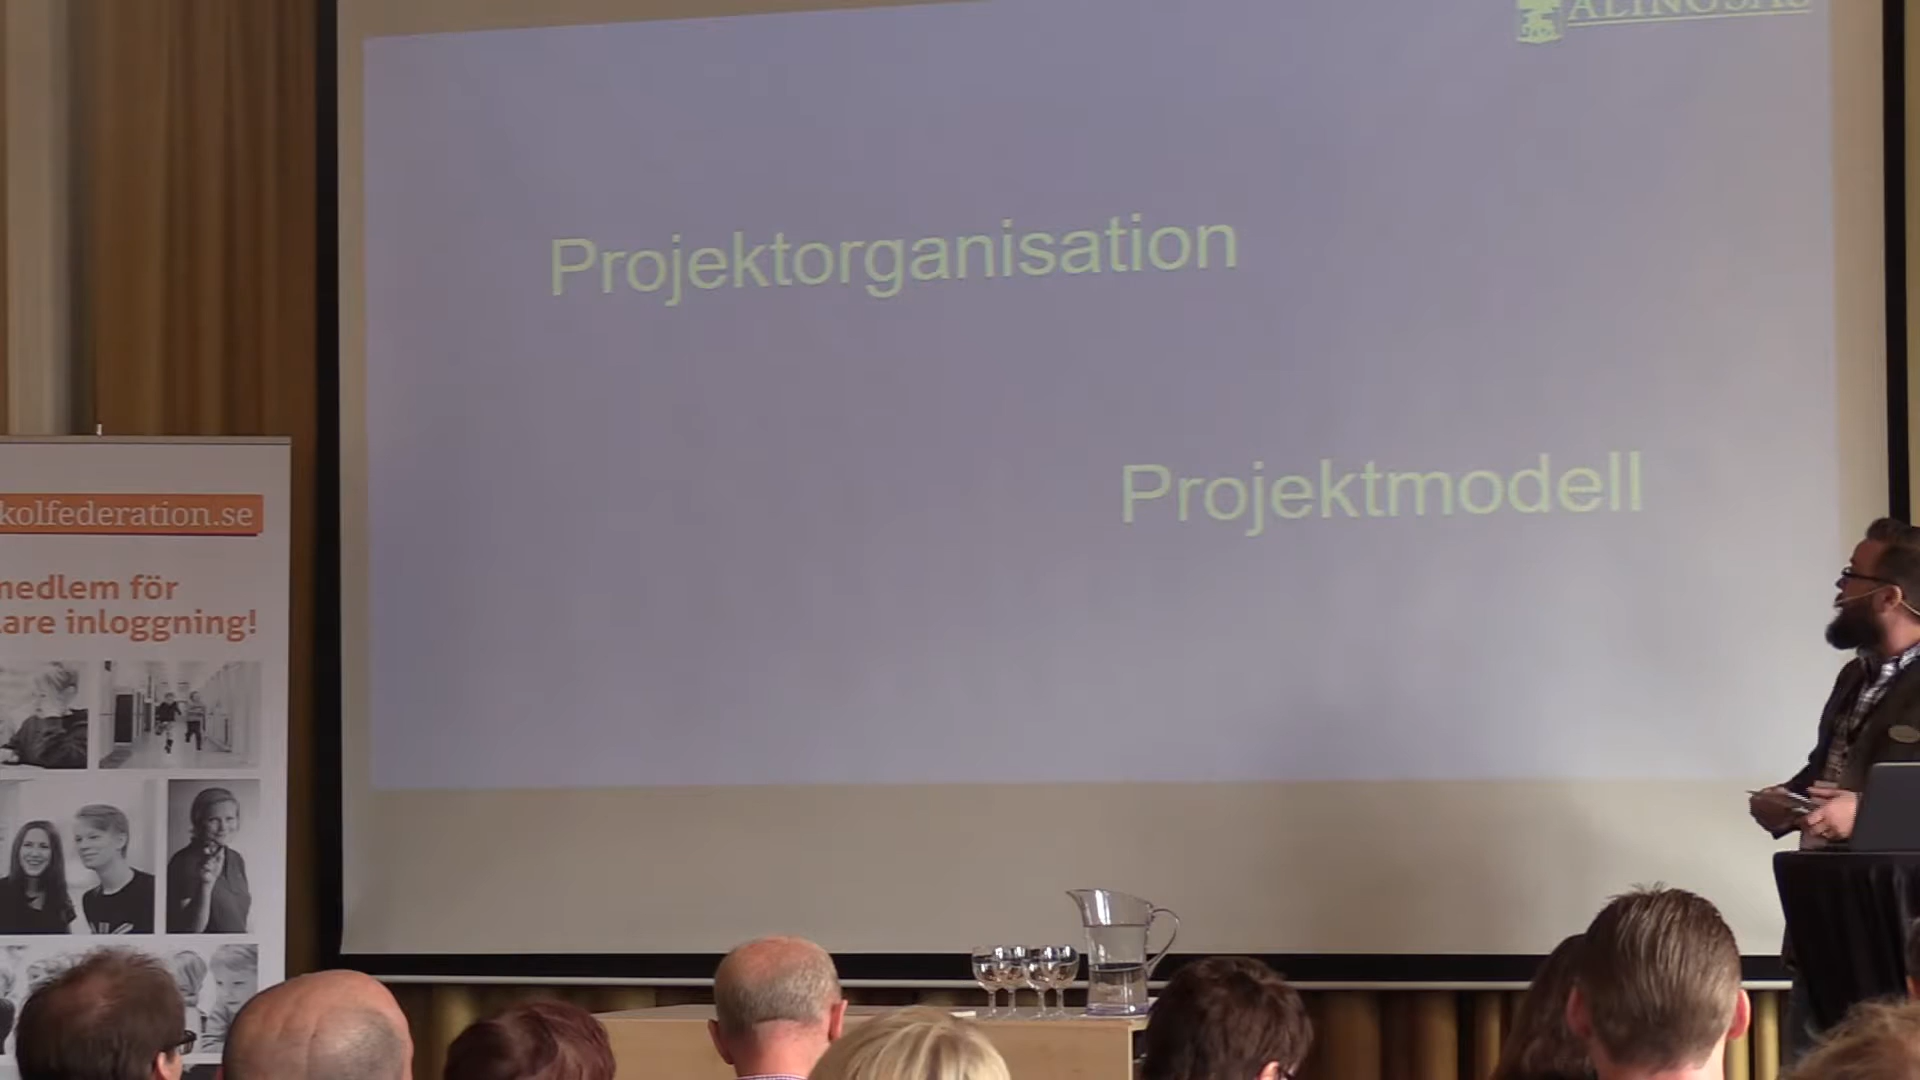 ALINGSÅS
Projektorganisation
Projektmodell
kolfederation.se
medlem för
are inloggning!